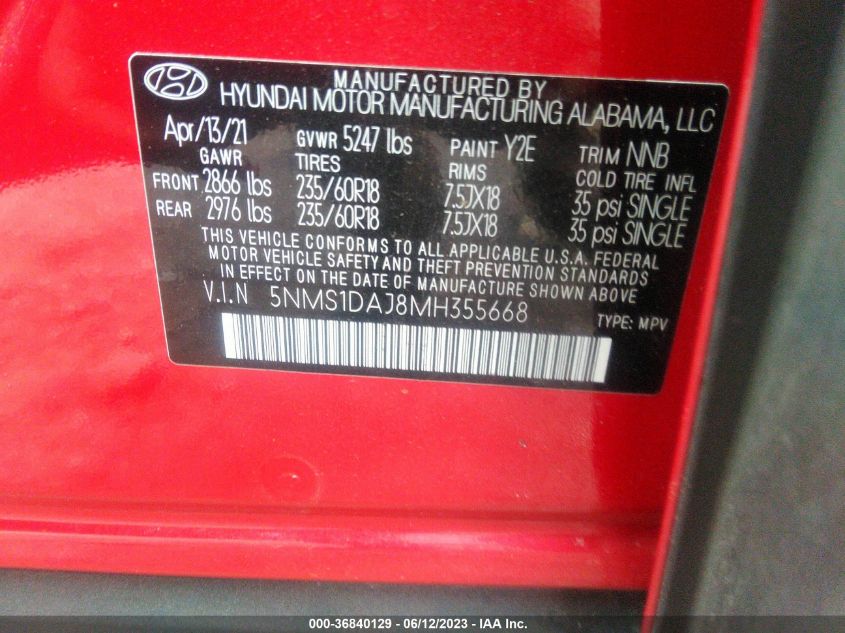 MANUFACTURED BY
HYUNDAI MOTOR MANUFACTURING ALABAMA, LLC
Apr/13/21 GVWR 5247 lbs PAINT Y2E TRIM NNB
GAWR TIRES RIMS COLD TIRE INFL
FRONT 2866 lbs 235/60R18 7.5JX18 35 psi SINGLE
REAR 2976 lbs 235/60R18 7.5JX18 35 psi SINGLE
THIS VEHICLE CONFORMS TO ALL APPLICABLE U.S.A. FEDERAL
MOTOR VEHICLE SAFETY AND THEFT PREVENTION STANDARDS
IN EFFECT ON THE DATE OF MANUFACTURE SHOWN ABOVE.
V.I.N 5NMS1DAJ8MH355668 TYPE: MPV
000-36840129 - 06/12/2023 - IAA Inc.